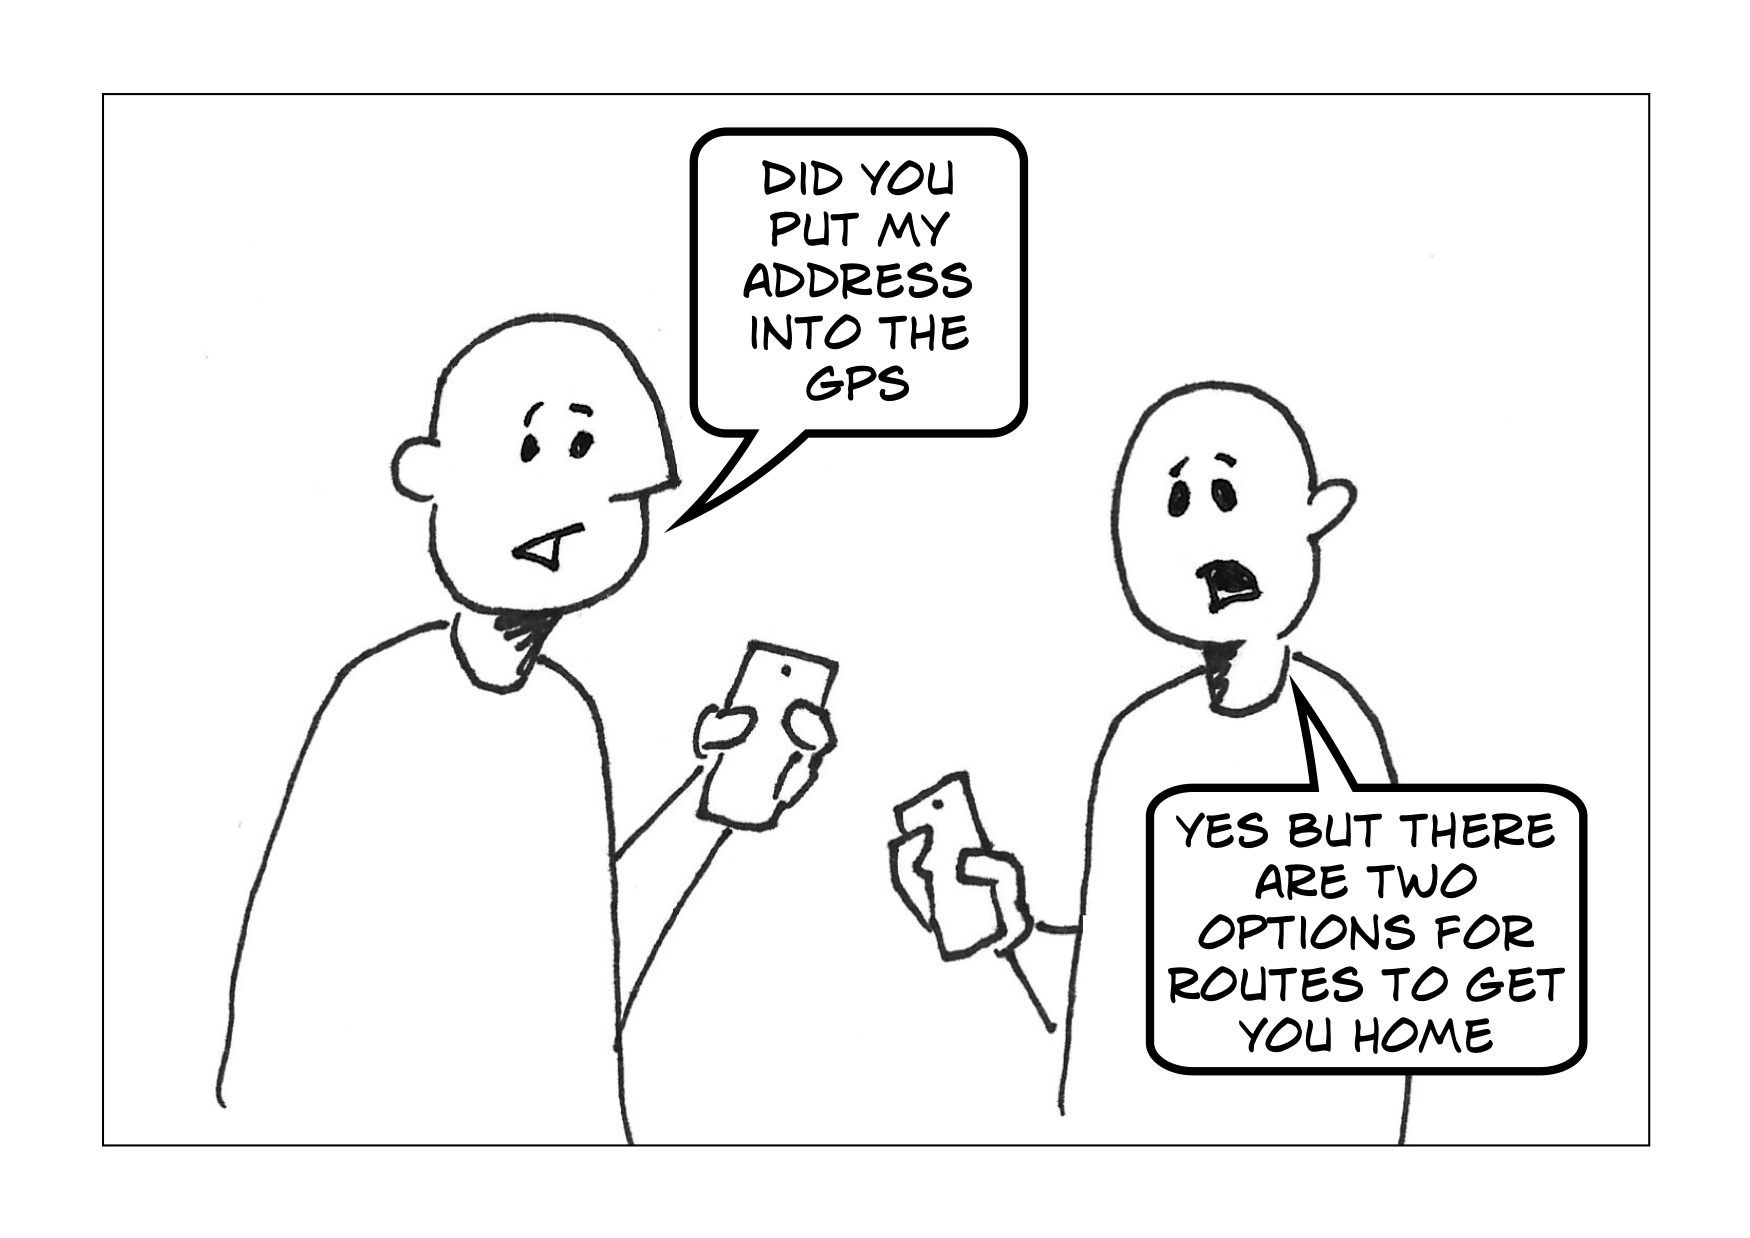 DID YOU
PUT MY
ADDRESS
INTO THE
GPS
YES BUT THERE
ARE TWO
OPTIONS FOR
ROUTES TO GET
YOU HOME